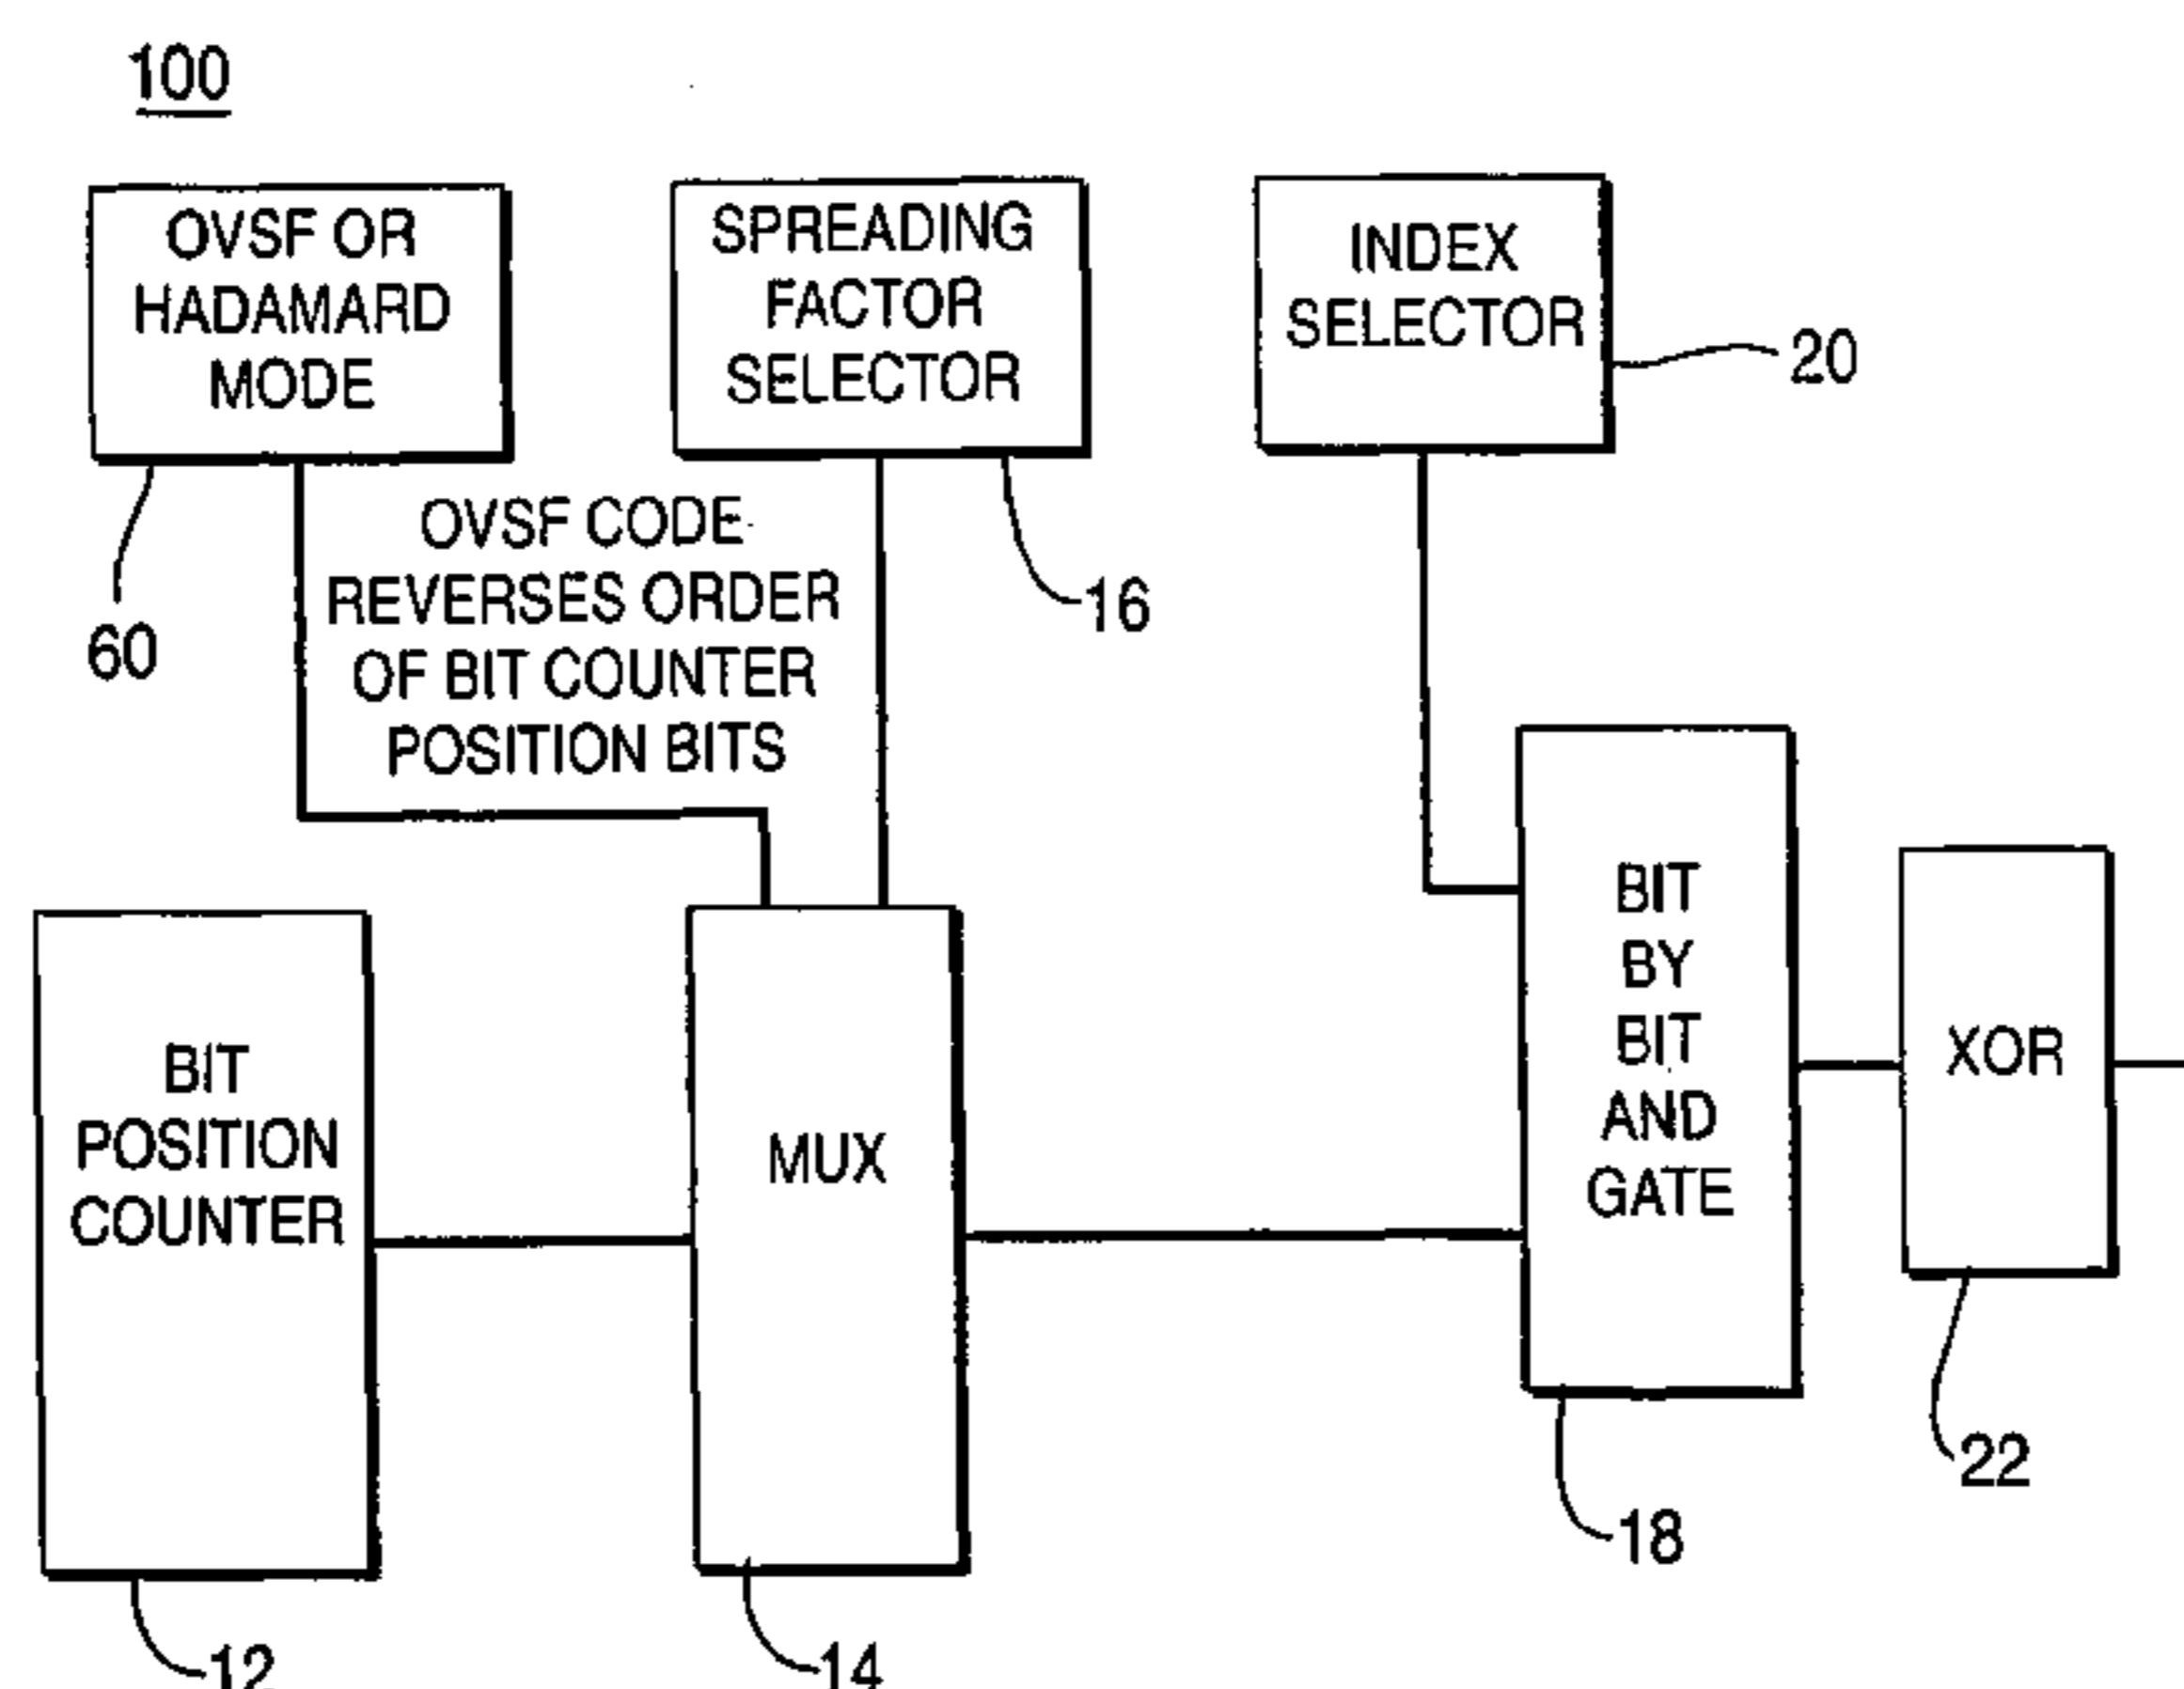 100
OVSF OR
HADAMARD
MODE
60
SPREADING
FACTOR
SELECTOR
16
INDEX
SELECTOR
20
OVSF CODE
REVERSES ORDER
OF BIT COUNTER
POSITION BITS
BIT
POSITION
COUNTER
12
MUX
14
BIT
BY
BIT
AND
GATE
18
XOR
22